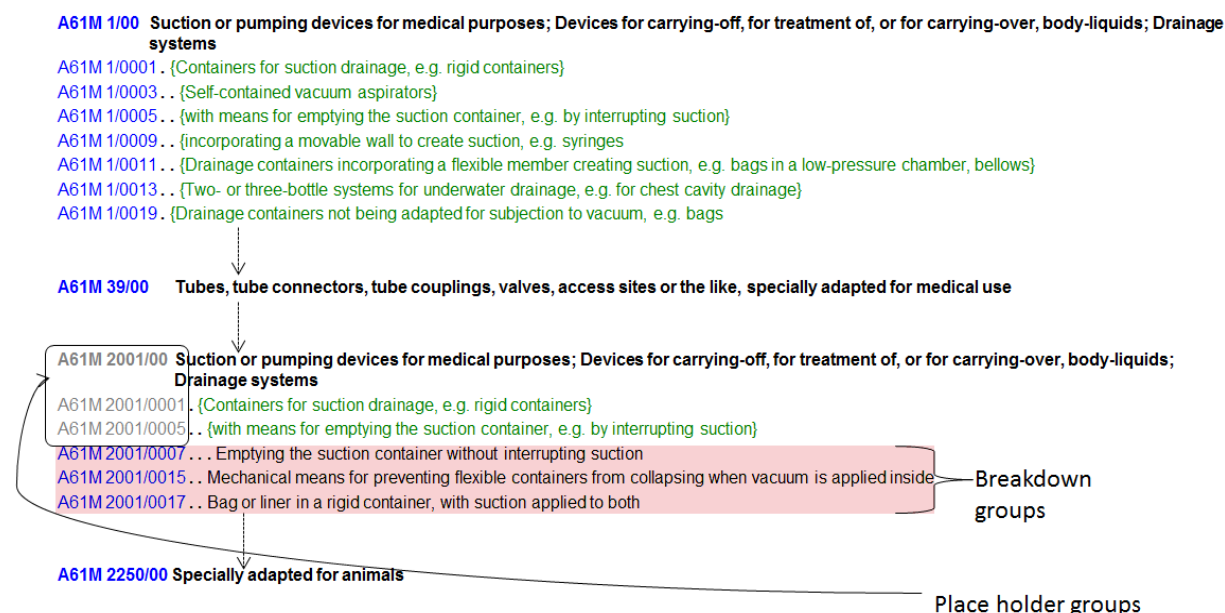 A61M 1/00 Suction or pumping devices for medical purposes; Devices for carrying-off, for treatment of, or for carrying-over, body-liquids; Drainage
systems
A61M 1/0001 . {Containers for suction drainage, e.g. rigid containers}
A61M 1/0003 . . {Self-contained vacuum aspirators}
A61M 1/0005 . . {with means for emptying the suction container, e.g. by interrupting suction}
A61M 1/0009 . . {incorporating a movable wall to create suction, e.g. syringes
A61M 1/0011 . . {Drainage containers incorporating a flexible member creating suction, e.g. bags in a low-pressure chamber, bellows}
A61M 1/0013 . . {Two- or three-bottle systems for underwater drainage, e.g. for chest cavity drainage}
A61M 1/0019 . {Drainage containers not being adapted for subjection to vacuum, e.g. bags
A61M 39/00 Tubes, tube connectors, tube couplings, valves, access sites or the like, specially adapted for medical use
A61M 2001/00 Suction or pumping devices for medical purposes; Devices for carrying-off, for treatment of, or for carrying-over, body-liquids;
Drainage systems
A61M 2001/0001 . {Containers for suction drainage, e.g. rigid containers}
A61M 2001/0005 . . {with means for emptying the suction container, e.g. by interrupting suction}
A61M 2001/0007 . . . Emptying the suction container without interrupting suction
A61M 2001/0015 . . Mechanical means for preventing flexible containers from collapsing when vacuum is applied inside
A61M 2001/0017 . . Bag or liner in a rigid container, with suction applied to both
Breakdown
groups
A61M 2250/00 Specially adapted for animals
Place holder groups